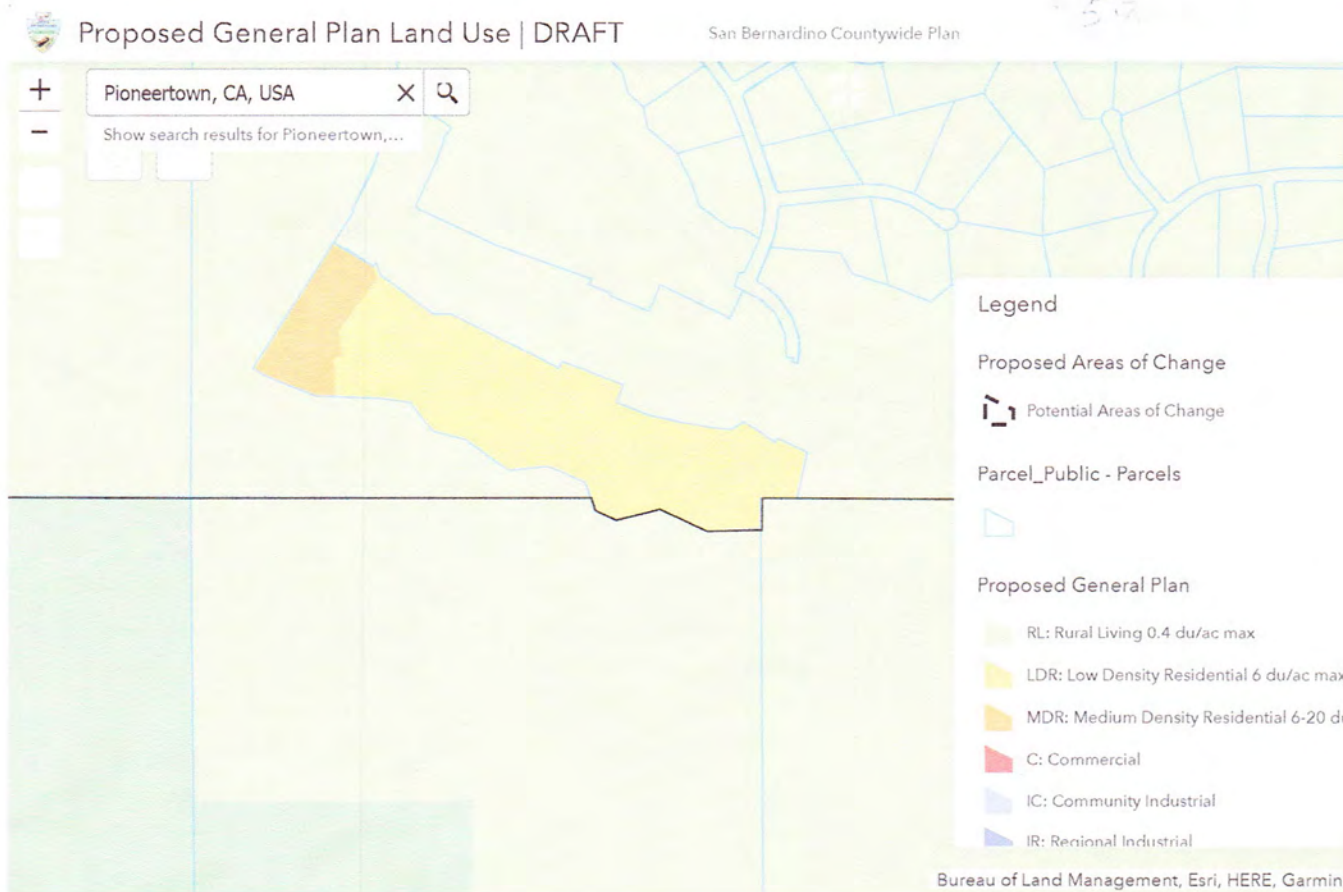 Proposed General Plan Land Use | DRAFT
San Bernardino Countywide Plan
+
Pioneertown, CA, USA
Show search results for Pioneertown,...
−
Legend
Proposed Areas of Change
Potential Areas of Change
Parcel_Public - Parcels
Proposed General Plan
RL: Rural Living 0.4 du/ac max
LDR: Low Density Residential 6 du/ac max
MDR: Medium Density Residential 6-20 d
C: Commercial
IC: Community Industrial
IR: Regional Industrial
Bureau of Land Management, Esri, HERE, Garmin